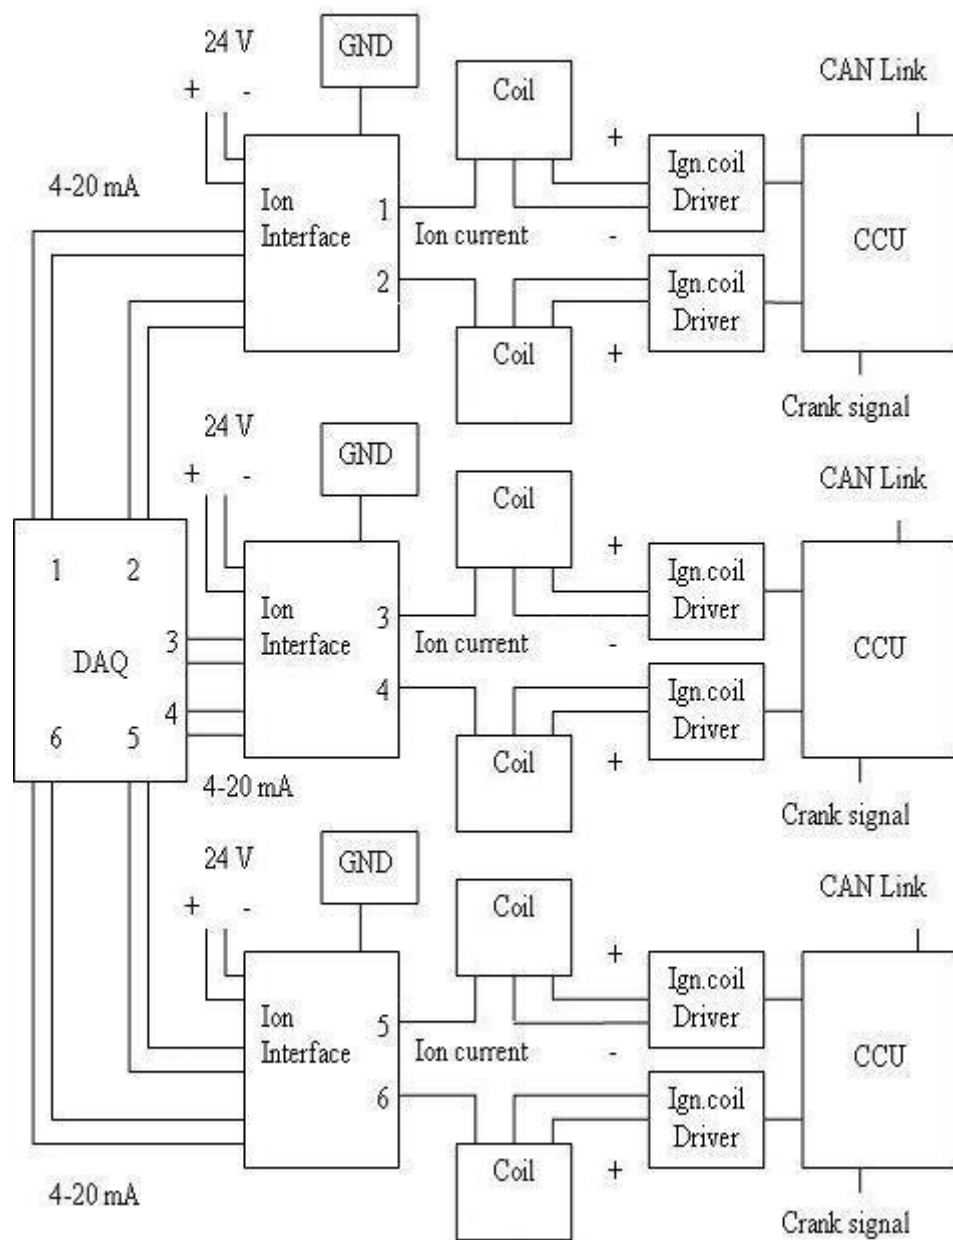 24 V
GND
+ -
Coil
CAN Link
4-20 mA
Ion
Interface
1
2
Ion current
+
-
+
Ign.coil
Driver
Ign.coil
Driver
CCU
Coil
Crank signal
24 V
GND
+ -
Coil
CAN Link
Ion
Interface
3
4
Ion current
+
-
+
Ign.coil
Driver
Ign.coil
Driver
CCU
Coil
Crank signal
1 2
3
DAQ
4
6 5
4-20 mA
24 V
GND
+ -
Coil
CAN Link
Ion
Interface
5
6
Ion current
+
-
+
Ign.coil
Driver
Ign.coil
Driver
CCU
Coil
4-20 mA
Crank signal